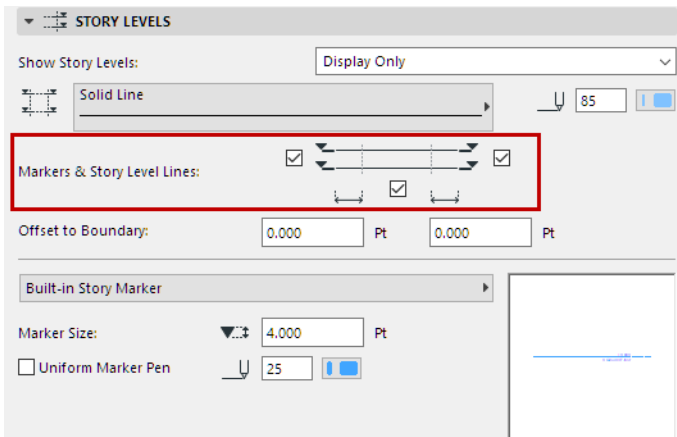 STORY LEVELS
Show Story Levels: Display Only
Solid Line 85
Markers & Story Level Lines:
Offset to Boundary: 0.000 Pt 0.000 Pt
Built-in Story Marker
Marker Size: 4.000 Pt
Uniform Marker Pen 25